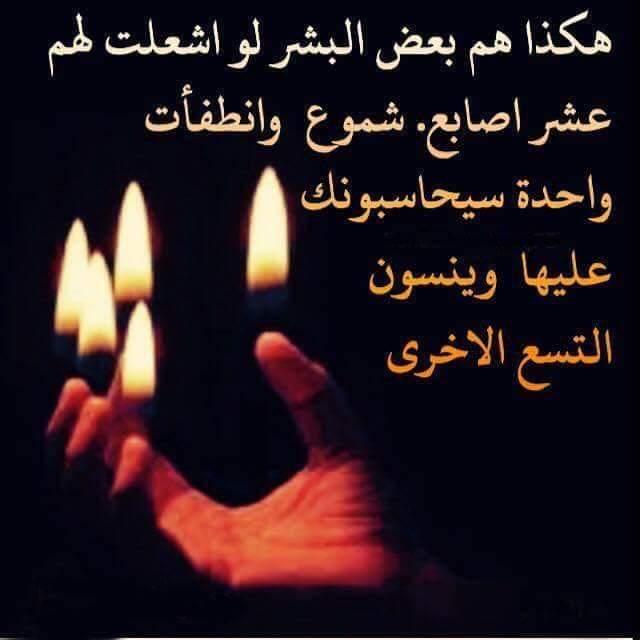 هكذا هم بعض البشر لو اشعلت لهم
عشر اصابع. شموع وانطفأت
واحدة سيحاسبونك
عليها وينسون
التسع الاخرى